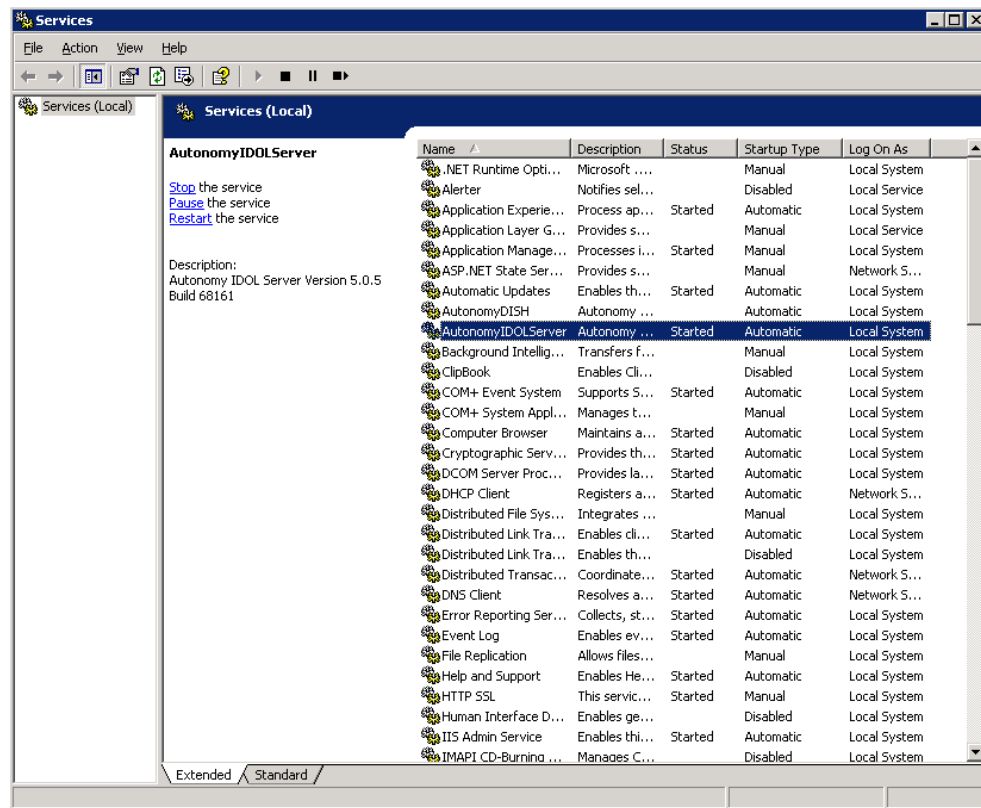 Services
File Action View Help
Services (Local)
Services (Local)
AutonomyIDOLServer
Stop the service
Pause the service
Restart the service
Description:
Autonomy IDOL Server Version 5.0.5
Build 68161
Name Description Status Startup Type Log On As
.NET Runtime Opti... Microsoft .... Manual Local System
Alerter Notifies sel... Disabled Local Service
Application Experie... Process ap... Started Automatic Local System
Application Layer G... Provides s... Manual Local Service
Application Manage... Processes i... Started Manual Local System
ASP.NET State Ser... Provides s... Manual Network S...
Automatic Updates Enables th... Started Automatic Local System
AutonomyDISH Autonomy ... Automatic Local System
AutonomyIDOLServer Autonomy ... Started Automatic Local System
Background Intellig... Transfers f... Manual Local System
ClipBook Enables Cli... Disabled Local System
COM+ Event System Supports S... Started Automatic Local System
COM+ System Appl... Manages t... Manual Local System
Computer Browser Maintains a... Started Automatic Local System
Cryptographic Serv... Provides th... Started Automatic Local System
DCOM Server Proc... Provides la... Started Automatic Local System
DHCP Client Registers a... Started Automatic Network S...
Distributed File Sys... Integrates ... Manual Local System
Distributed Link Tra... Enables cli... Started Automatic Local System
Distributed Link Tra... Enables th... Disabled Local System
Distributed Transac... Coordinate... Started Automatic Network S...
DNS Client Resolves a... Started Automatic Network S...
Error Reporting Ser... Collects, st... Started Automatic Local System
Event Log Enables ev... Started Automatic Local System
File Replication Allows files... Manual Local System
Help and Support Enables He... Started Automatic Local System
HTTP SSL This servic... Started Manual Local System
Human Interface D... Enables ge... Disabled Local System
IIS Admin Service Enables thi... Started Automatic Local System
IMAPI CD-Burning ... Manages C... Disabled Local System
Extended Standard